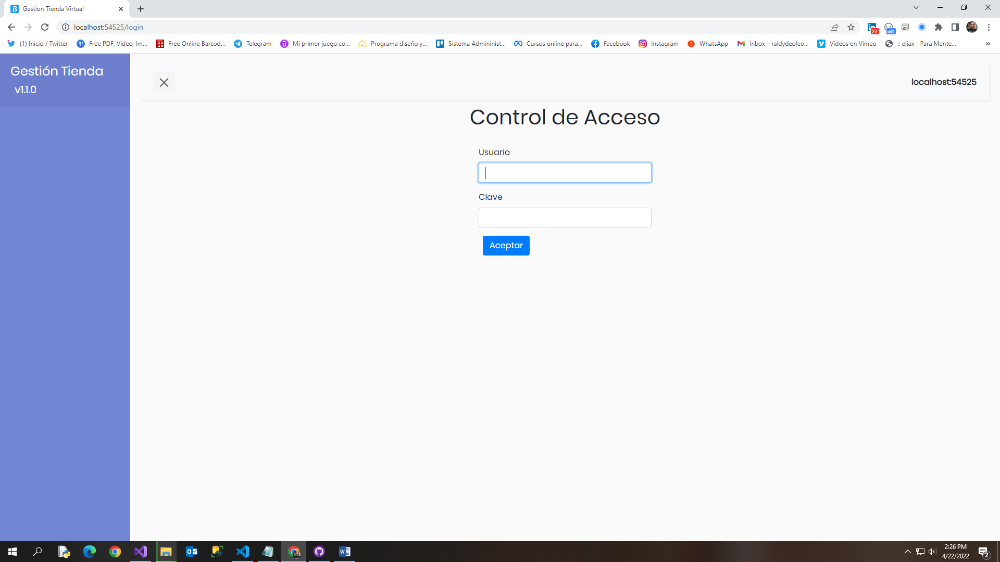 Gestion Tienda Virtual
localhost:54525/login
27
off
(1) Inicio / Twitter
Free PDF, Video, Im...
Free Online Barcod...
Telegram
Mi primer juego co...
Programa diseño y...
Sistema Admininist...
Cursos online para...
Facebook
Instagram
WhatsApp
Inbox – raldydeoleo...
Videos en Vimeo
:: eliax - Para Mente...
»
Gestión Tienda
v1.1.0
localhost:54525
Control de Acceso
Usuario
Clave
Aceptar
2:26 PM
4/22/2022
2